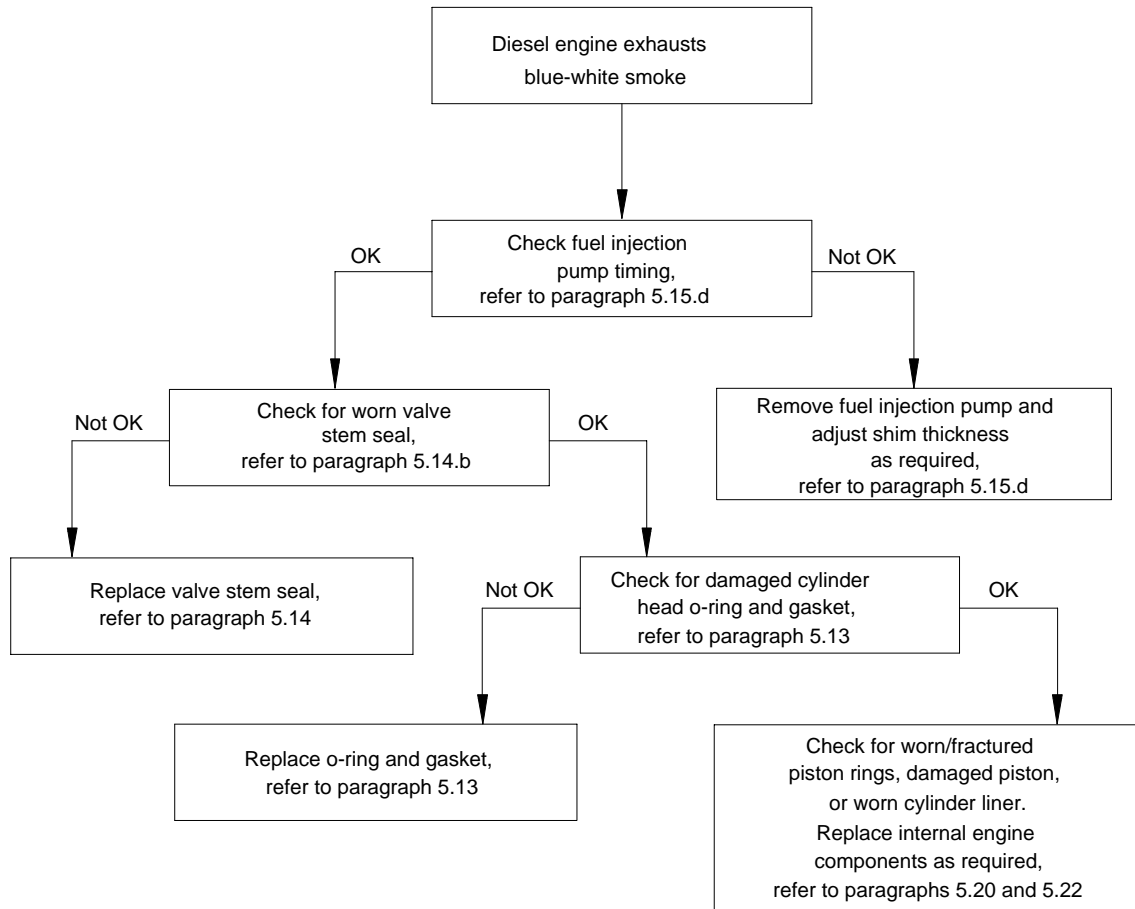 Diesel engine exhausts
blue-white smoke
Check fuel injection
pump timing,
refer to paragraph 5.15.d
OK
Not OK
Check for worn valve
stem seal,
refer to paragraph 5.14.b
Not OK
OK
Remove fuel injection pump and
adjust shim thickness
as required,
refer to paragraph 5.15.d
Replace valve stem seal,
refer to paragraph 5.14
Check for damaged cylinder
head o-ring and gasket,
refer to paragraph 5.13
Not OK
OK
Replace o-ring and gasket,
refer to paragraph 5.13
Check for worn/fractured
piston rings, damaged piston,
or worn cylinder liner.
Replace internal engine
components as required,
refer to paragraphs 5.20 and 5.22